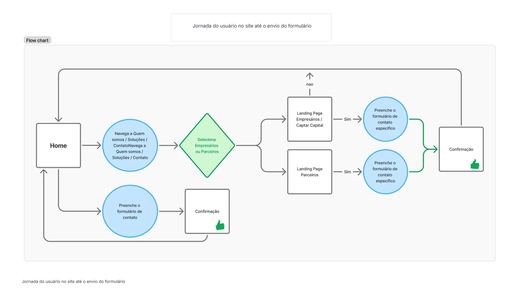 Jornada do usuário no site até o envio do formulário
Flow chart
nao
Home
Navega a Quem
somos / Soluções /
ContatoNavega a
Quem somos /
Soluções / Contato
Seleciona
Empresários
ou Parceiros
Landing Page
Empresários /
Captar Capital
Sim
Preenche o
formulário de
contato
específico
Landing Page
Parceiros
Sim
Preenche o
formulário de
contato
específico
Confirmação
Preenche o
formulário de
contato
Confirmação
Jornada do usuário no site até o envio do formulário